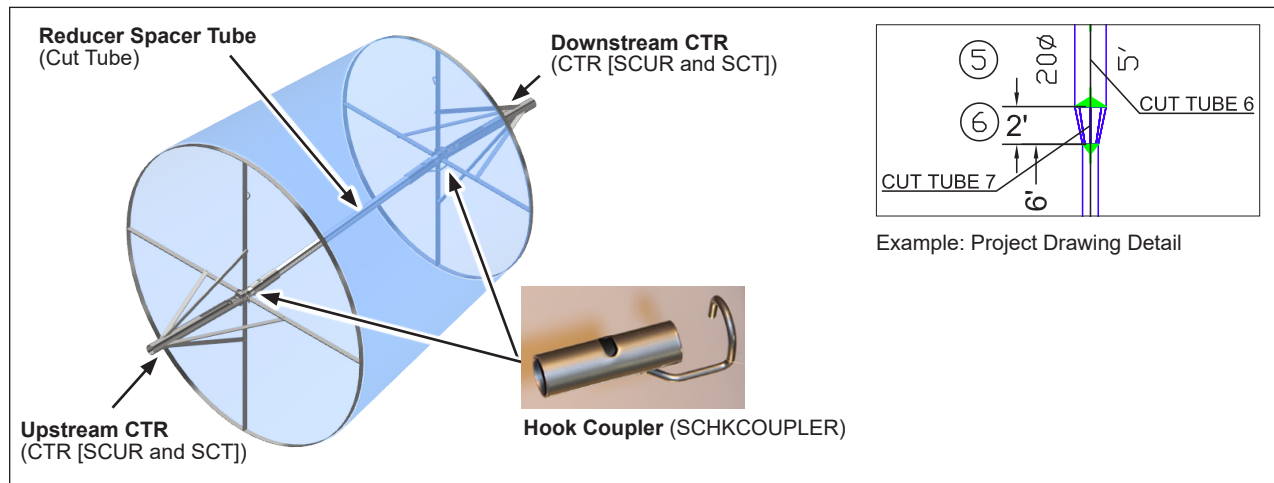 Reducer Spacer Tube
(Cut Tube)
Downstream CTR
(CTR [SCUR and SCT])
Upstream CTR
(CTR [SCUR and SCT])
Hook Coupler (SCHKCOUPLER)
5
20ø
5'
CUT TUBE 6
6
2'
CUT TUBE 7
6'
Example: Project Drawing Detail